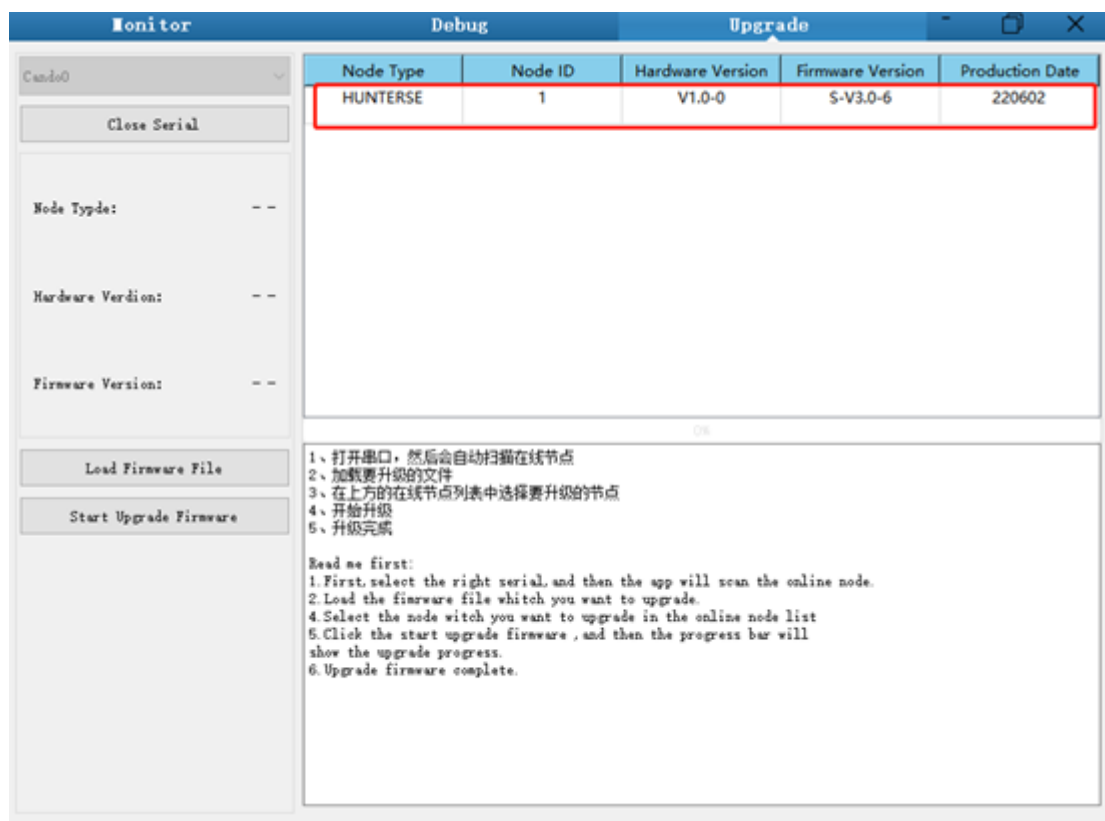 Monitor Debug Upgrade
Cando0
Close Serial
Node Typde: --
Hardware Verdion: --
Firmware Version: --
Load Firmware File
Start Upgrade Firmware
Node Type Node ID Hardware Version Firmware Version Production Date
HUNTERSE 1 V1.0-0 S-V3.0-6 220602
0%
1、打开串口，然后会自动扫描在线节点
2、加载要升级的文件
3、在上方的在线节点列表中选择要升级的节点
4、开始升级
5、升级完成
Read me first:
1.First,select the right serial,and then the app will scan the online node.
2.Load the fimrware file whitch you want to upgrade.
4.Select the node witch you want to upgrade in the online node list
5.Click the start upgrade firmware ,and then the progress bar will
show the upgrade progress.
6.Upgrade firmware complete.